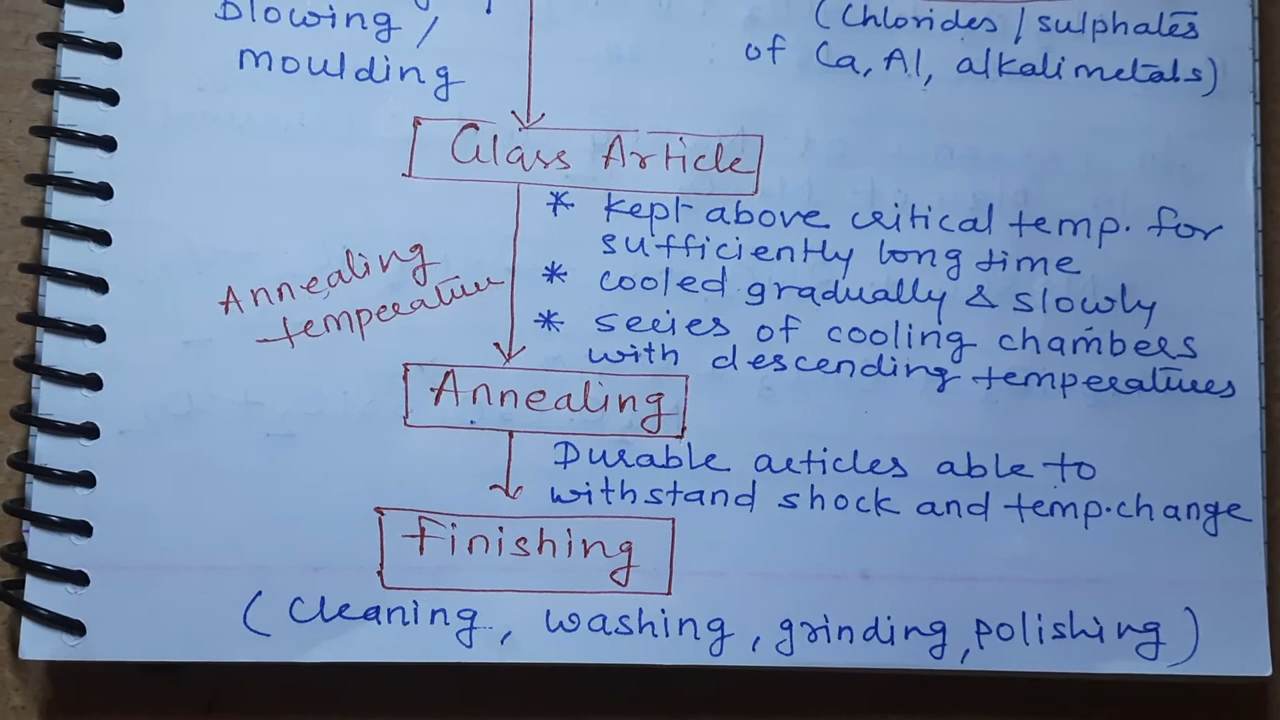 Blowing /
moulding
(Chlorides / sulphates
of Ca, Al, alkali metals)
Glass Article
* kept above critical temp. for
sufficiently long time
* cooled gradually & slowly
* series of cooling chambers
with descending temperatures
Annealing
temperature
Annealing
Durable articles able to
withstand shock and temp. change
Finishing
(cleaning, washing, grinding, polishing)